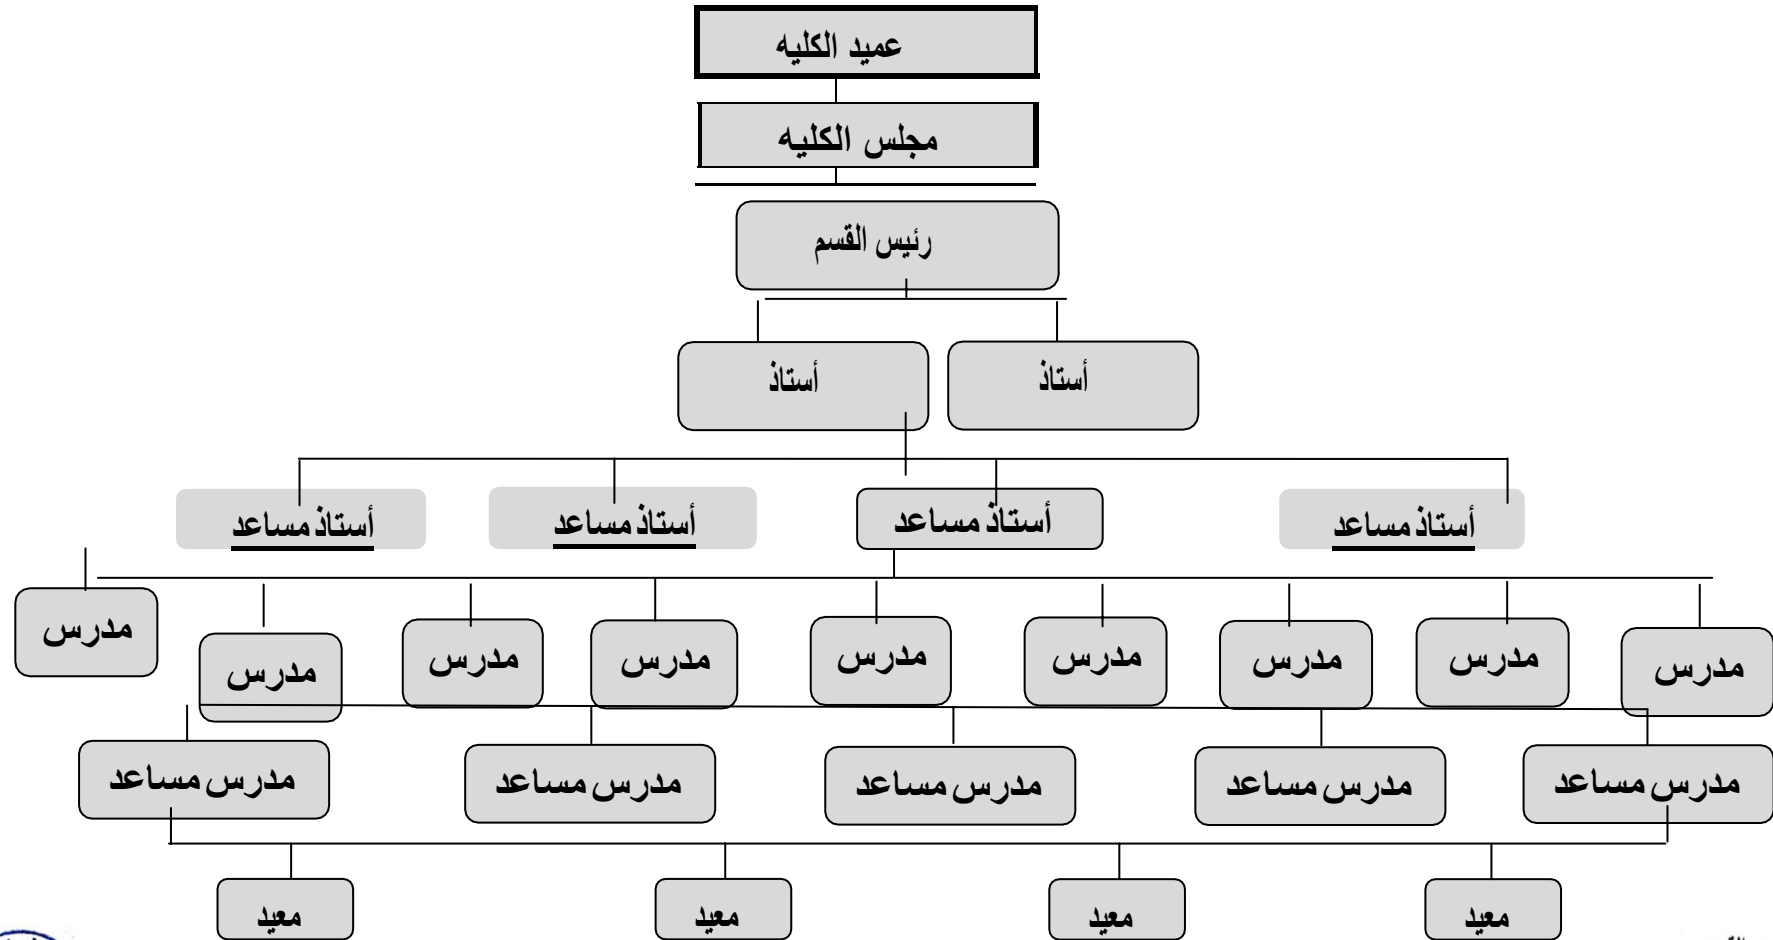 عميد الكليه
مجلس الكليه
رئيس القسم
أستاذ
أستاذ
أستاذ مساعد
أستاذ مساعد
أستاذ مساعد
أستاذ مساعد
مدرس
مدرس
مدرس
مدرس
مدرس
مدرس
مدرس
مدرس
مدرس
مدرس مساعد
مدرس مساعد
مدرس مساعد
مدرس مساعد
مدرس مساعد
معيد
معيد
معيد
معيد